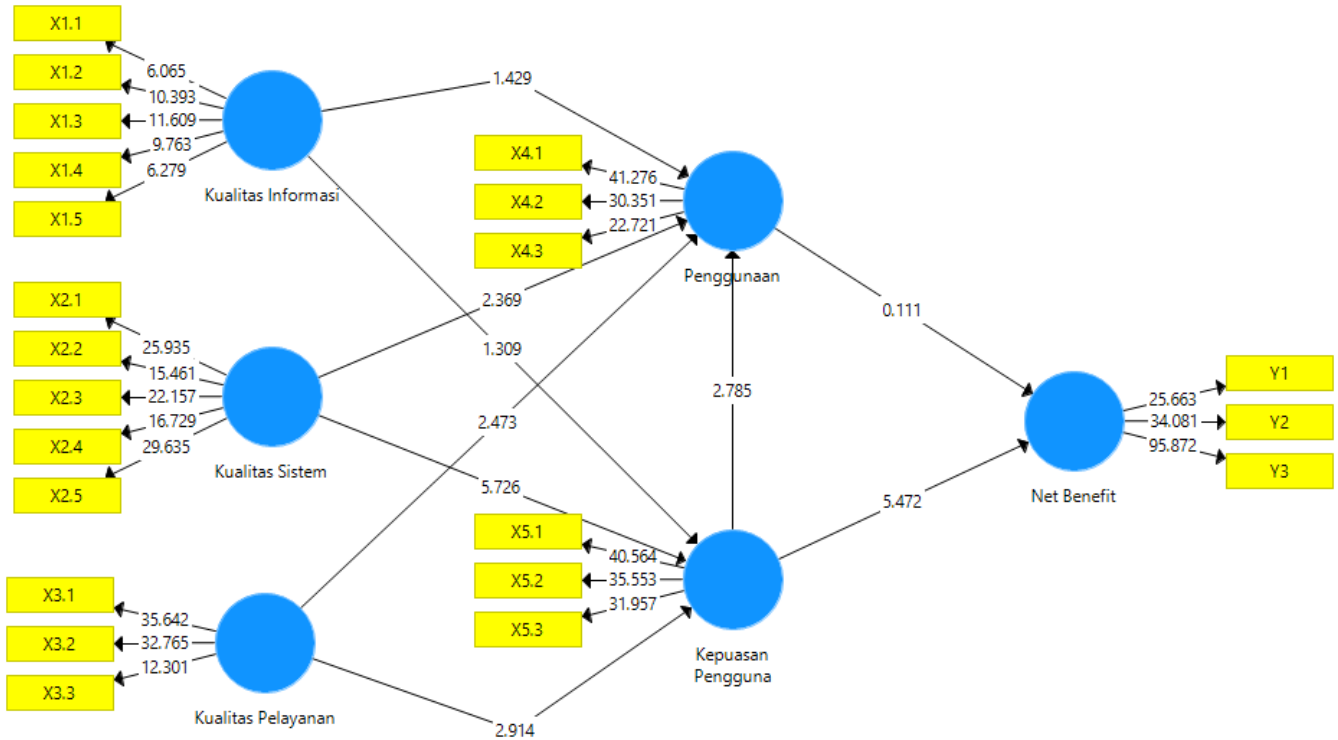 X1.1
X1.2
X1.3
X1.4
X1.5
6.065
10.393
11.609
9.763
6.279
Kualitas Informasi
1.429
1.309
X2.1
X2.2
X2.3
X2.4
X2.5
25.935
15.461
22.157
16.729
29.635
Kualitas Sistem
2.369
5.726
X3.1
X3.2
X3.3
35.642
32.765
12.301
Kualitas Pelayanan
2.473
2.914
X4.1
X4.2
X4.3
41.276
30.351
22.721
Penggunaan
0.111
2.785
X5.1
X5.2
X5.3
40.564
35.553
31.957
Kepuasan
Pengguna
5.472
Net Benefit
25.663
34.081
95.872
Y1
Y2
Y3